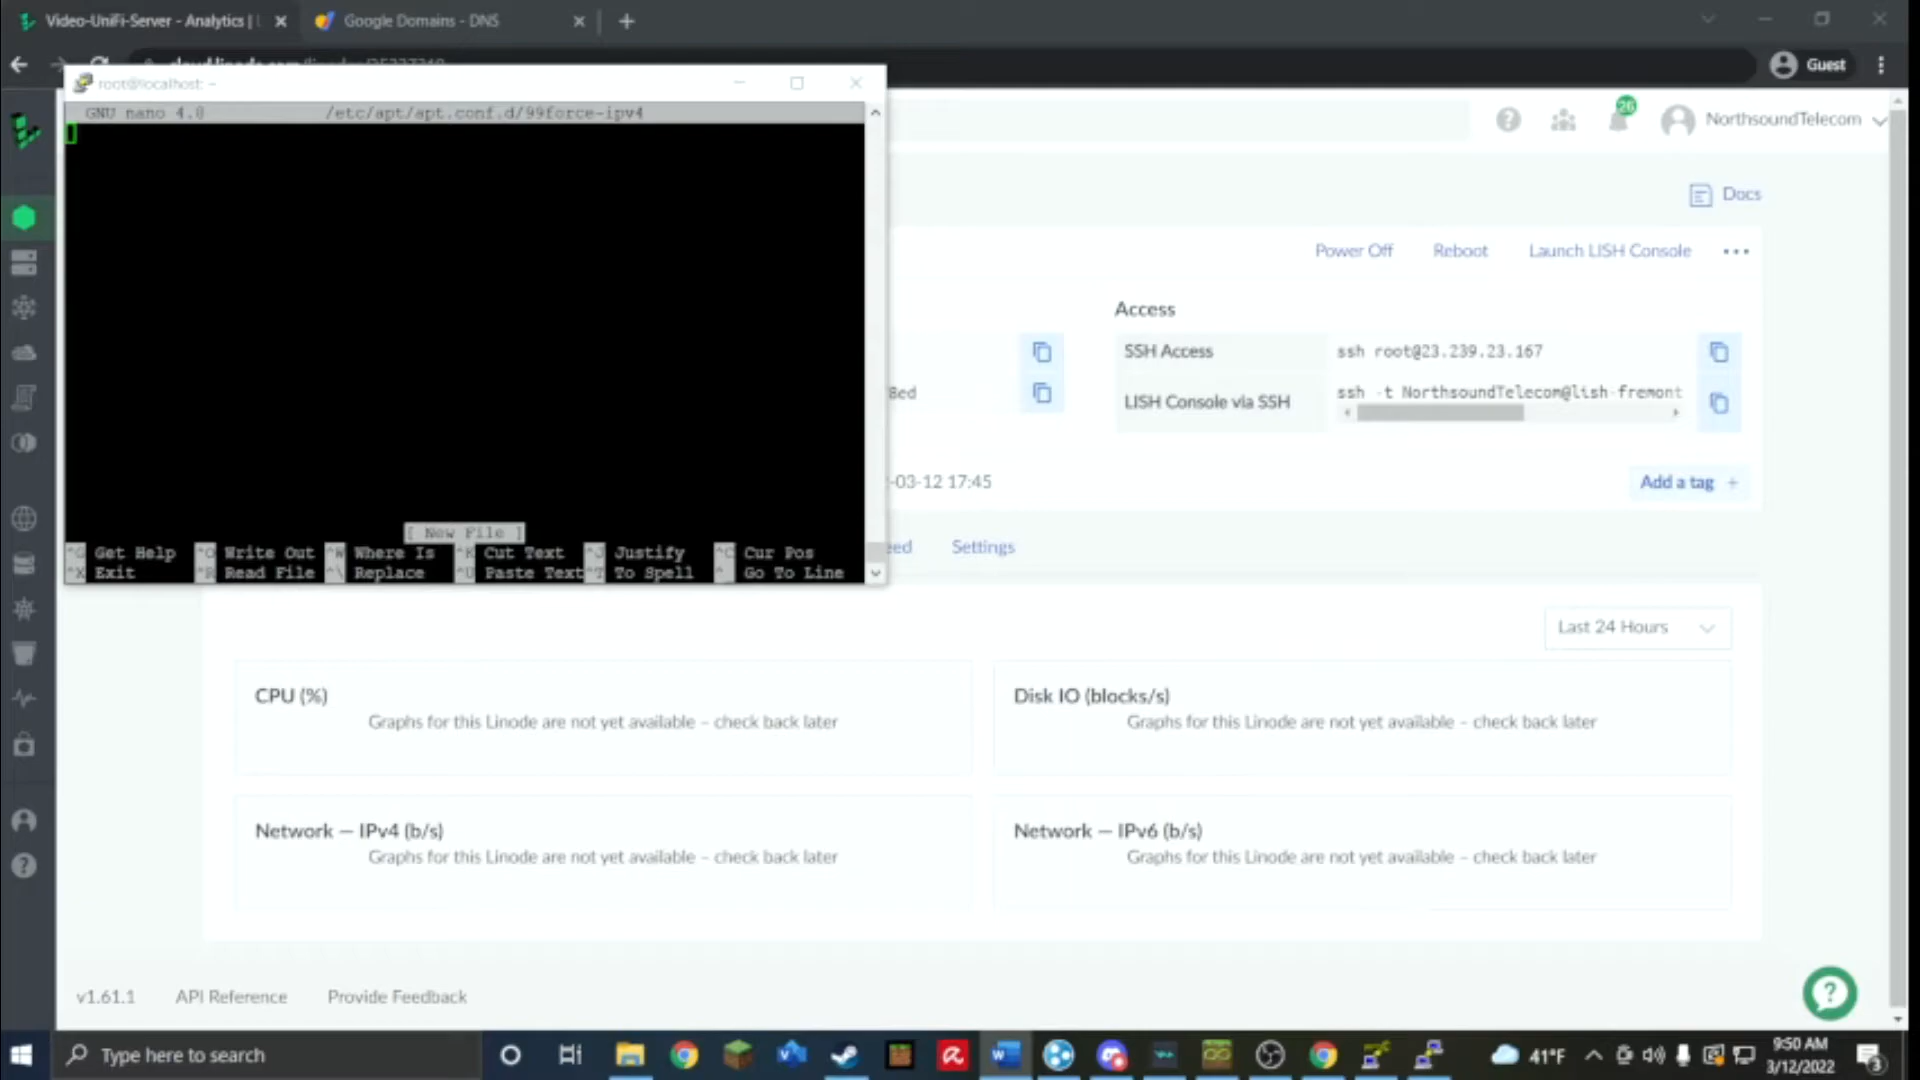 Video-UniFi-Server - Analytics |
Google Domains - DNS
Guest
root@localhost: ~
GNU nano 4.8 /etc/apt/apt.conf.d/99force-ipv4
26
NorthsoundTelecom
Docs
Power Off Reboot Launch LISH Console
Access
SSH Access ssh root@23.239.23.167
LISH Console via SSH ssh -t NorthsoundTelecom@lish-fremont
-03-12 17:45
Add a tag +
[ New File ]
^G Get Help ^O Write Out ^W Where Is ^K Cut Text ^J Justify ^C Cur Pos
^X Exit ^R Read File ^\ Replace ^U Paste Text ^T To Spell ^_ Go To Line
Settings
Last 24 Hours
CPU (%)
Graphs for this Linode are not yet available – check back later
Disk IO (blocks/s)
Graphs for this Linode are not yet available – check back later
Network — IPv4 (b/s)
Graphs for this Linode are not yet available – check back later
Network — IPv6 (b/s)
Graphs for this Linode are not yet available – check back later
v1.61.1 API Reference Provide Feedback
Type here to search
41°F
9:50 AM
3/12/2022
3